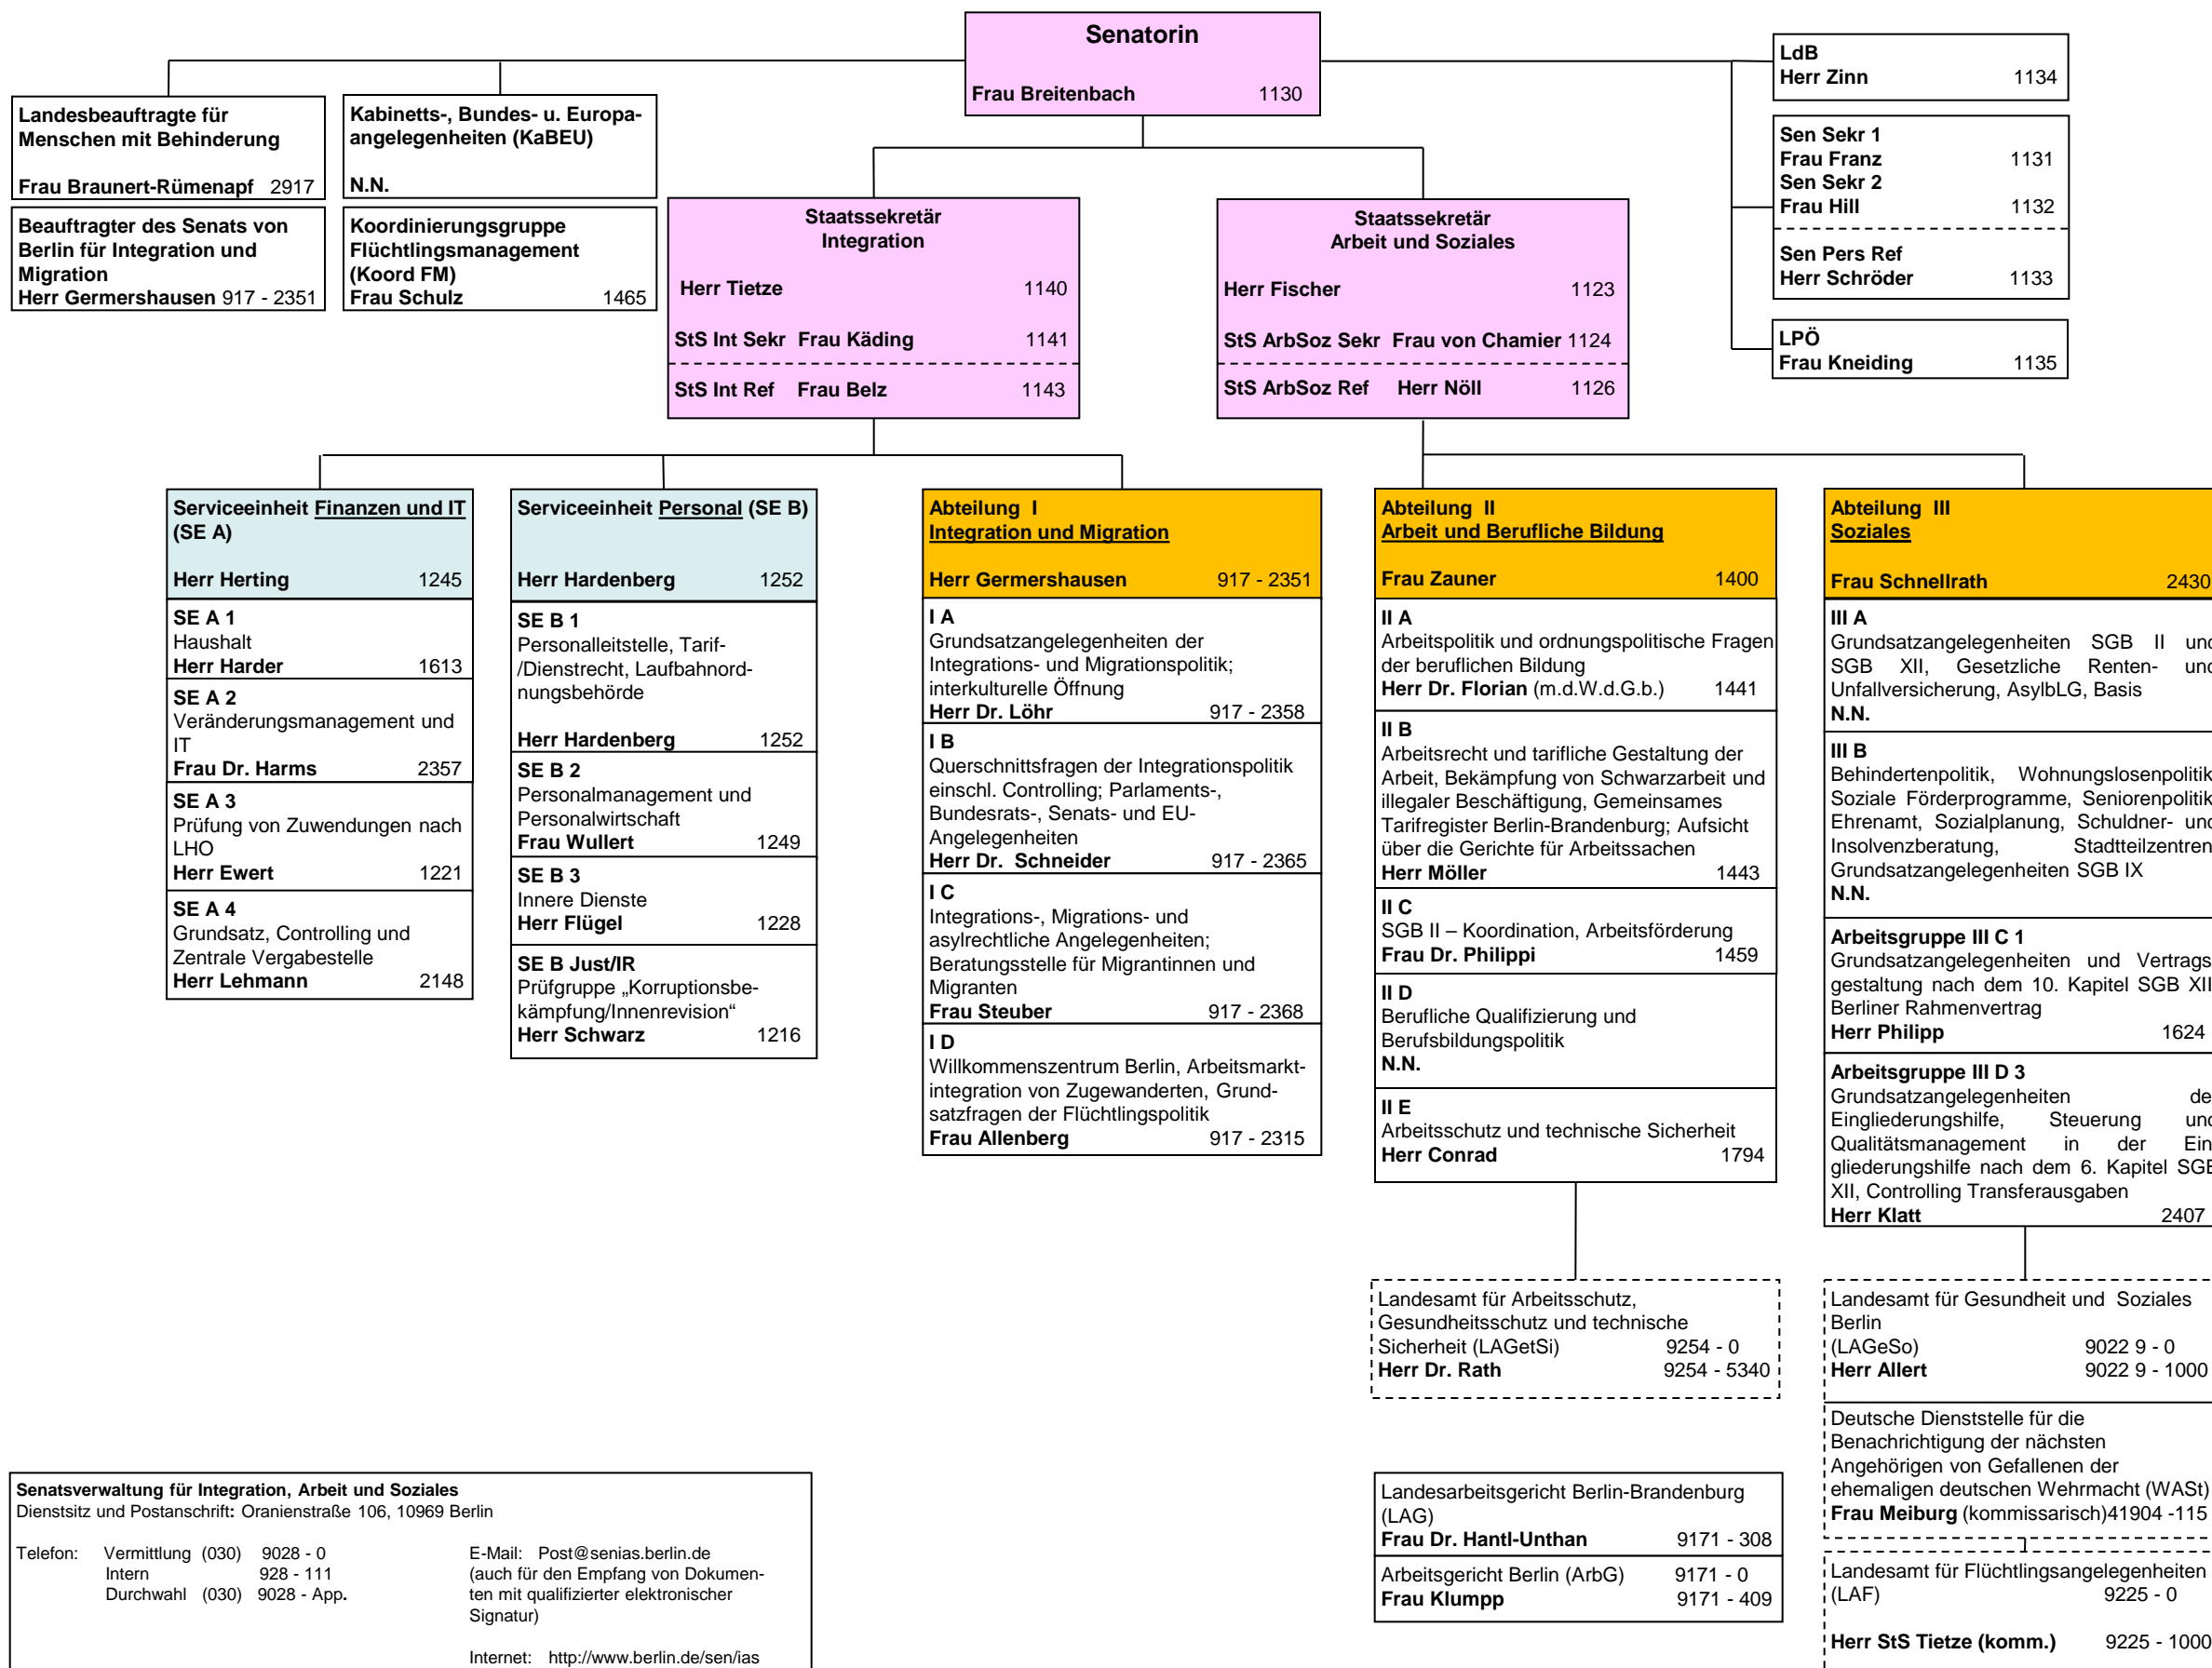 Senatorin
Frau Breitenbach 1130
Landesbeauftragte für
Menschen mit Behinderung
Frau Braunert-Rümenapf 2917
Kabinetts-, Bundes- u. Europa-
angelegenheiten (KaBEU)
N.N.
Beauftragter des Senats von
Berlin für Integration und
Migration
Herr Germershausen 917 - 2351
Koordinierungsgruppe
Flüchtlingsmanagement
(Koord FM)
Frau Schulz 1465
LdB
Herr Zinn 1134
Sen Sekr 1
Frau Franz 1131
Sen Sekr 2
Frau Hill 1132
Sen Pers Ref
Herr Schröder 1133
LPÖ
Frau Kneiding 1135
Staatssekretär
Integration
Herr Tietze 1140
StS Int Sekr Frau Käding 1141
StS Int Ref Frau Belz 1143
Staatssekretär
Arbeit und Soziales
Herr Fischer 1123
StS ArbSoz Sekr Frau von Chamier 1124
StS ArbSoz Ref Herr Nöll 1126
Serviceeinheit Finanzen und IT
(SE A)
Herr Herting 1245
SE A 1
Haushalt
Herr Harder 1613
SE A 2
Veränderungsmanagement und
IT
Frau Dr. Harms 2357
SE A 3
Prüfung von Zuwendungen nach
LHO
Herr Ewert 1221
SE A 4
Grundsatz, Controlling und
Zentrale Vergabestelle
Herr Lehmann 2148
Serviceeinheit Personal (SE B)
Herr Hardenberg 1252
SE B 1
Personalleitstelle, Tarif-
/Dienstrecht, Laufbahnord-
nungsbehörde
Herr Hardenberg 1252
SE B 2
Personalmanagement und
Personalwirtschaft
Frau Wullert 1249
SE B 3
Innere Dienste
Herr Flügel 1228
SE B Just/IR
Prüfgruppe „Korruptionsbe-
kämpfung/Innenrevision“
Herr Schwarz 1216
Abteilung I
Integration und Migration
Herr Germershausen 917 - 2351
I A
Grundsatzangelegenheiten der
Integrations- und Migrationspolitik;
interkulturelle Öffnung
Herr Dr. Löhr 917 - 2358
I B
Querschnittsfragen der Integrationspolitik
einschl. Controlling; Parlaments-,
Bundesrats-, Senats- und EU-
Angelegenheiten
Herr Dr. Schneider 917 - 2365
I C
Integrations-, Migrations- und
asylrechtliche Angelegenheiten;
Beratungsstelle für Migrantinnen und
Migranten
Frau Steuber 917 - 2368
I D
Willkommenszentrum Berlin, Arbeitsmarkt-
integration von Zugewanderten, Grund-
satzfragen der Flüchtlingspolitik
Frau Allenberg 917 - 2315
Abteilung II
Arbeit und Berufliche Bildung
Frau Zauner 1400
II A
Arbeitspolitik und ordnungspolitische Fragen
der beruflichen Bildung
Herr Dr. Florian (m.d.W.d.G.b.) 1441
II B
Arbeitsrecht und tarifliche Gestaltung der
Arbeit, Bekämpfung von Schwarzarbeit und
illegaler Beschäftigung, Gemeinsames
Tarifregister Berlin-Brandenburg; Aufsicht
über die Gerichte für Arbeitssachen
Herr Möller 1443
II C
SGB II – Koordination, Arbeitsförderung
Frau Dr. Philippi 1459
II D
Berufliche Qualifizierung und
Berufsbildungspolitik
N.N.
II E
Arbeitsschutz und technische Sicherheit
Herr Conrad 1794
Abteilung III
Soziales
Frau Schnellrath 2430
III A
Grundsatzangelegenheiten SGB II
SGB XII, Gesetzliche Renten-
Unfallversicherung, AsylbLG, Basis
N.N.
III B
Behindertenpolitik, Wohnungslosenpolitik
Soziale Förderprogramme, Seniorenpolitik
Ehrenamt, Sozialplanung, Schuldner-
Insolvenzberatung, Stadtteilzentren
Grundsatzangelegenheiten SGB IX
N.N.
Arbeitsgruppe III C 1
Grundsatzangelegenheiten und Vertrags
gestaltung nach dem 10. Kapitel SGB XII
Berliner Rahmenvertrag
Herr Philipp 1624
Arbeitsgruppe III D 3
Grundsatzangelegenheiten
Eingliederungshilfe, Steuerung
Qualitätsmanagement in der Ein
gliederungshilfe nach dem 6. Kapitel
XII, Controlling Transferausgaben
Herr Klatt 2407
Landesamt für Arbeitsschutz,
Gesundheitsschutz und technische
Sicherheit (LAGetSi) 9254 - 0
Herr Dr. Rath 9254 - 5340
Landesamt für Gesundheit und Soziales
Berlin
(LAGeSo) 9022 9 - 0
Herr Allert 9022 9 - 1000
Deutsche Dienststelle für die
Benachrichtigung der nächsten
Angehörigen von Gefallenen der
ehemaligen deutschen Wehrmacht (WASt)
Frau Meiburg (kommissarisch)41904 -115
Landesarbeitsgericht Berlin-Brandenburg
(LAG)
Frau Dr. Hantl-Unthan 9171 - 308
Arbeitsgericht Berlin (ArbG) 9171 - 0
Frau Klumpp 9171 - 409
Landesamt für Flüchtlingsangelegenheiten
(LAF) 9225 - 0
Herr StS Tietze (komm.) 9225 - 1000
Senatsverwaltung für Integration, Arbeit und Soziales
Dienstsitz und Postanschrift: Oranienstraße 106, 10969 Berlin
Telefon: Vermittlung (030) 9028 - 0
Intern 928 - 111
Durchwahl (030) 9028 - App.
E-Mail: Post@senias.berlin.de
(auch für den Empfang von Dokumen-
ten mit qualifizierter elektronischer
Signatur)
Internet: http://www.berlin.de/sen/ias